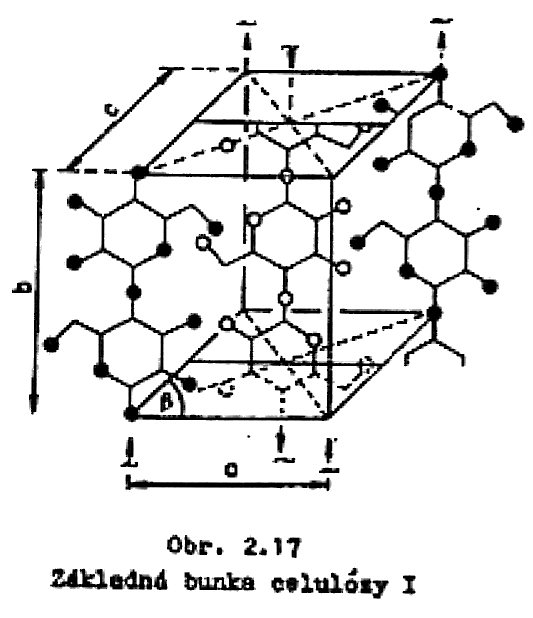 c
b
β
a
Obr. 2.17
Základná bunka celulózy I